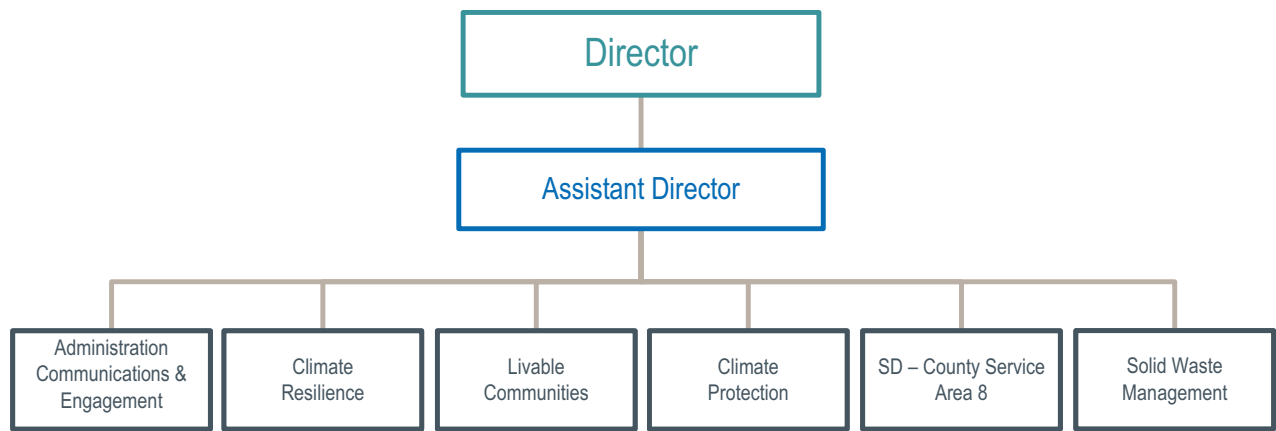 Director
Assistant Director
Administration
Communications &
Engagement
Climate
Resilience
Livable
Communities
Climate
Protection
SD – County Service
Area 8
Solid Waste
Management